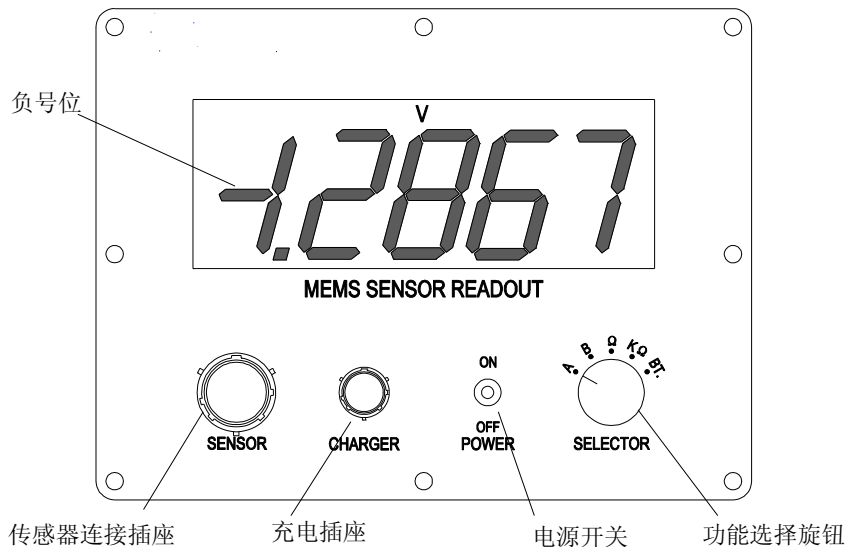 负号位
V
-1.2867
MEMS SENSOR READOUT
A B Ω KΩ BT.
ON
OFF
SENSOR CHARGER POWER SELECTOR
传感器连接插座 充电插座 电源开关 功能选择旋钮